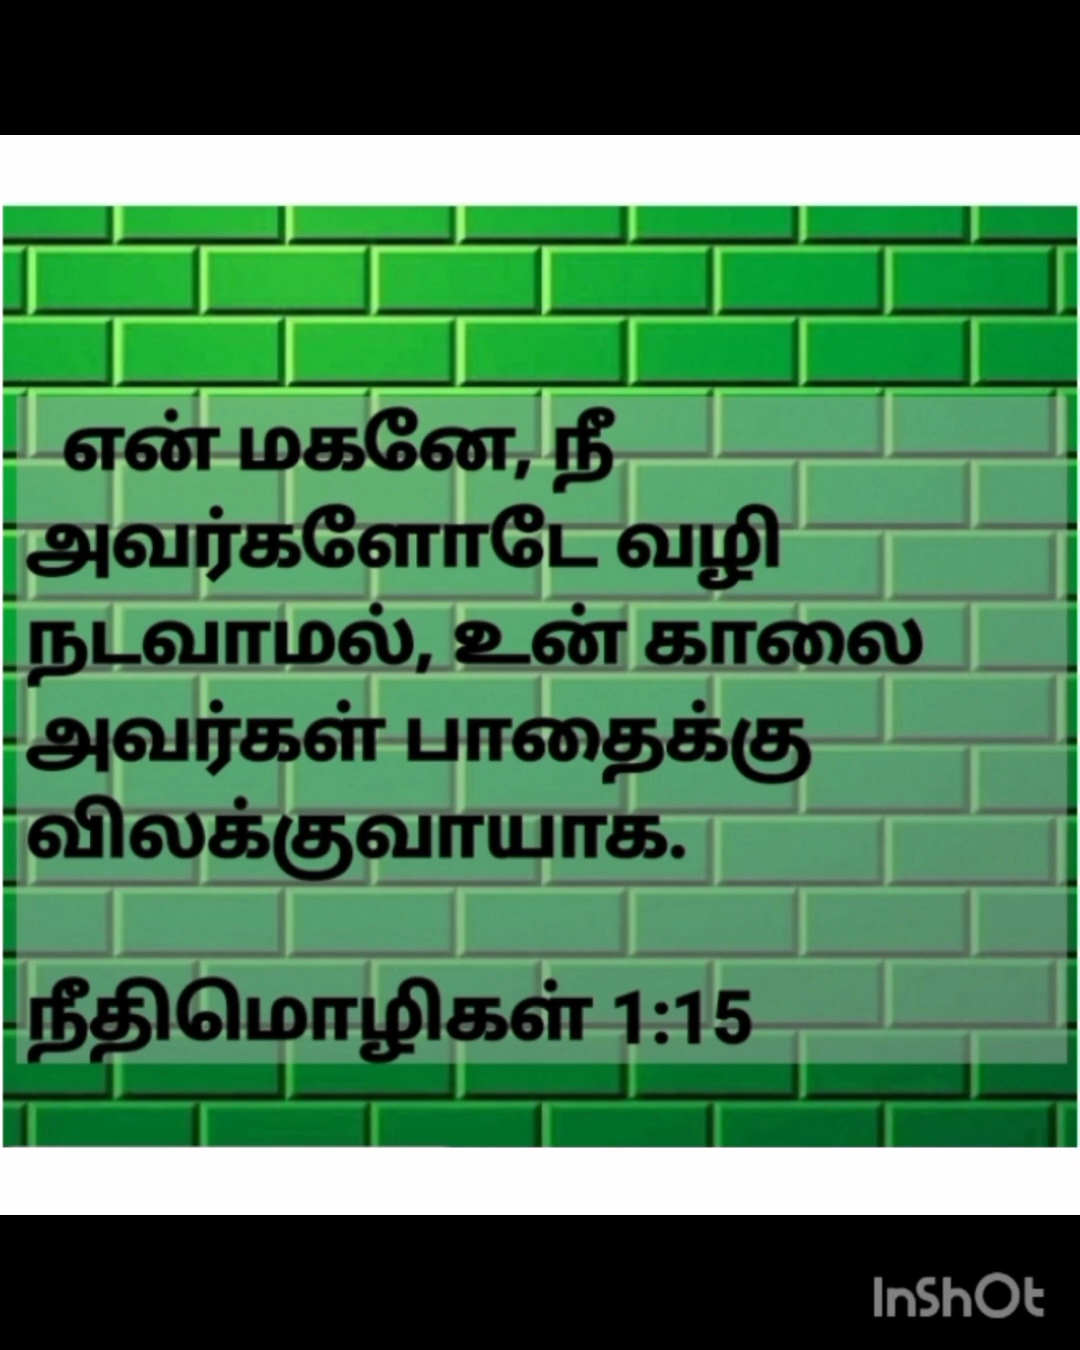 என் மகனே, நீ
அவர்களோடே வழி
நடவாமல், உன் காலை
அவர்கள் பாதைக்கு
விலக்குவாயாக.
நீதிமொழிகள் 1:15
InShOt